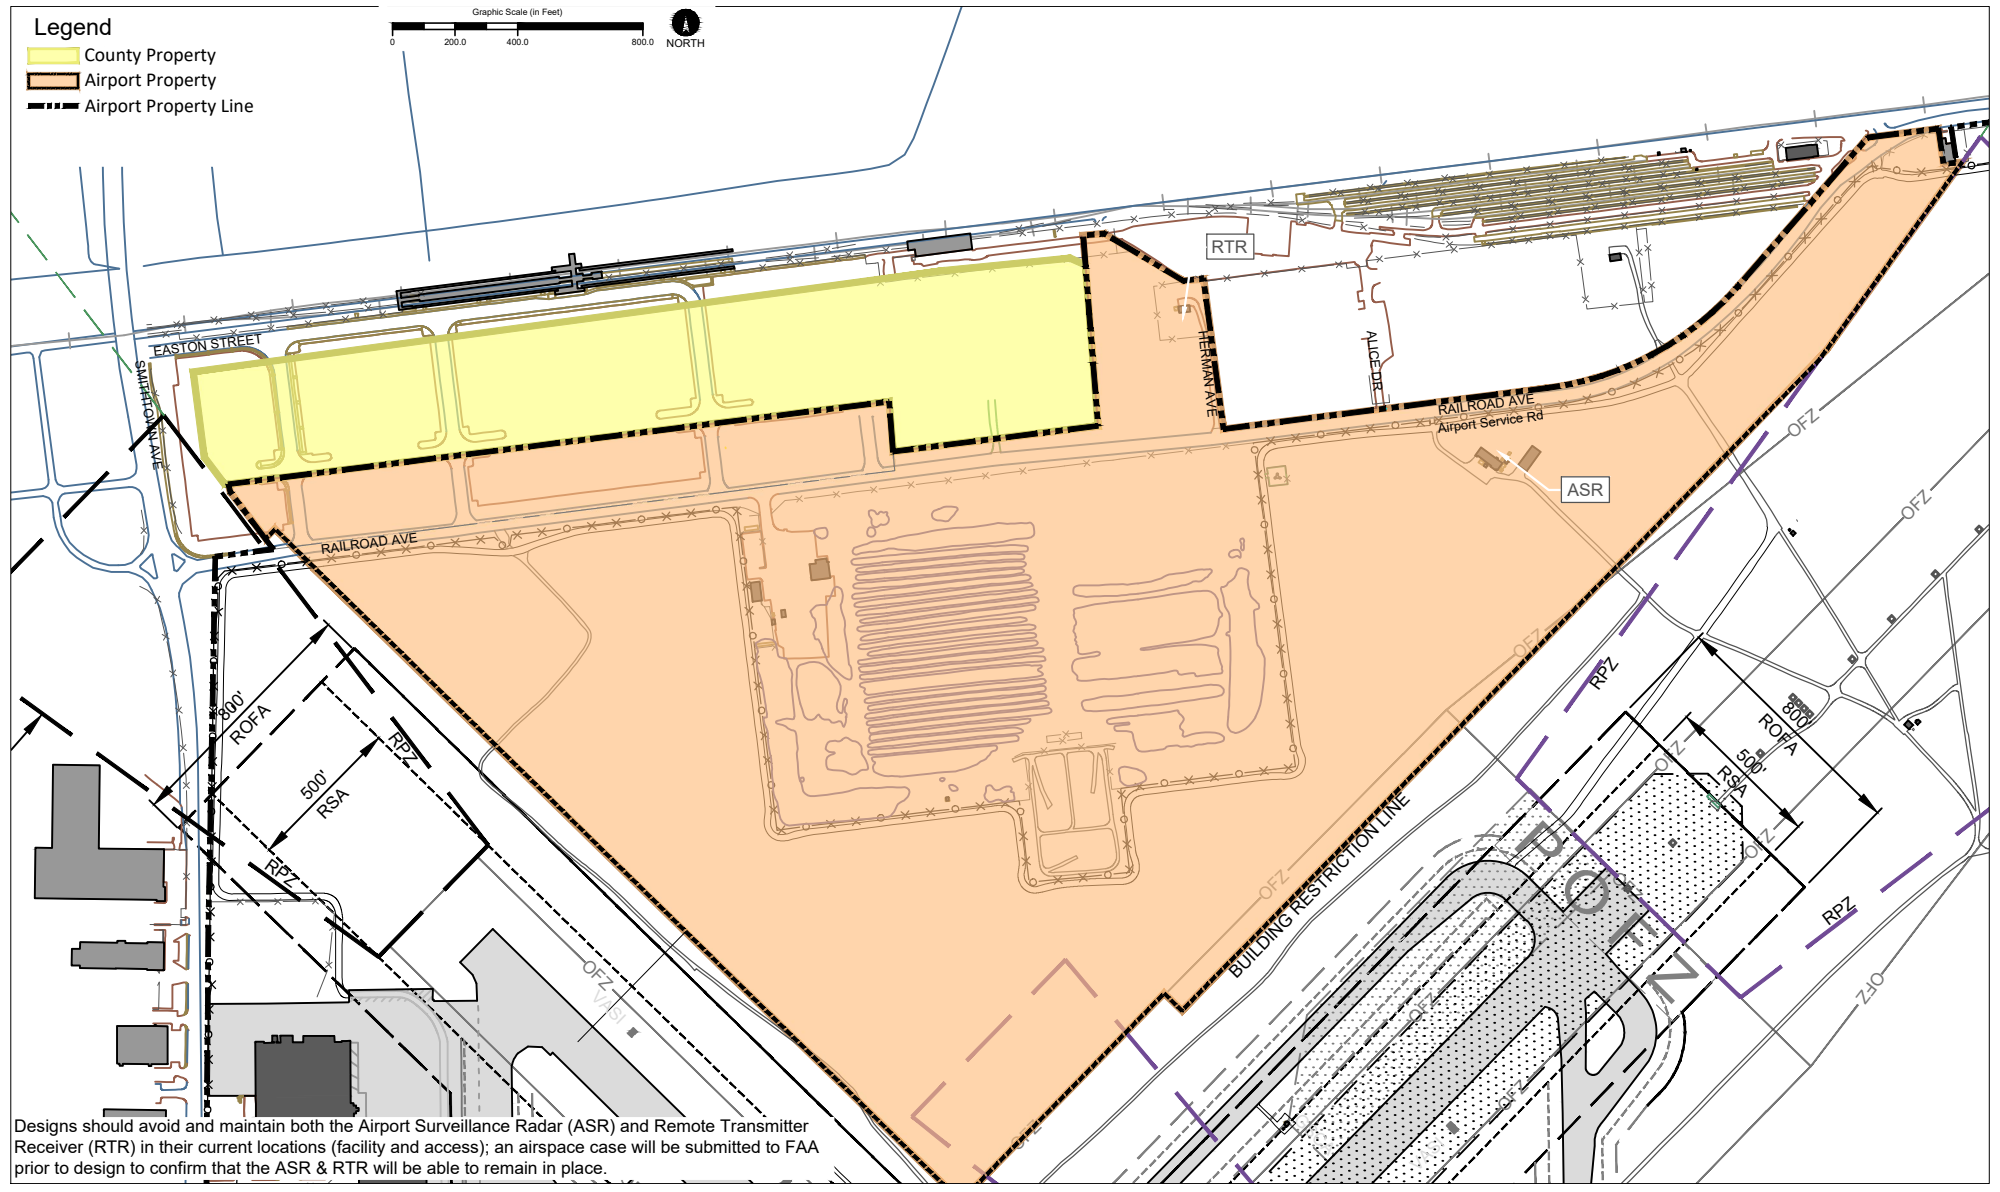 Legend
County Property
Airport Property
Airport Property Line
Graphic Scale (in Feet)
0 200.0 400.0 800.0
NORTH
RTR
EASTON STREET
SMITHTOWN AVE
HERMAN AVE
ALICE DR
RAILROAD AVE
Airport Service Rd
OFZ
OFZ
ASR
RAILROAD AVE
OFZ
800'
ROFA
RPZ
500'
RSA
RPZ
RPZ
800'
ROFA
OFZ
500'
RSA
OFZ
RPZ
OFZ
BUILDING RESTRICTION LINE
OFZ
OFZ
VASI
OFZ
OFZ
OFZ
Designs should avoid and maintain both the Airport Surveillance Radar (ASR) and Remote Transmitter
Receiver (RTR) in their current locations (facility and access); an airspace case will be submitted to FAA
prior to design to confirm that the ASR & RTR will be able to remain in place.